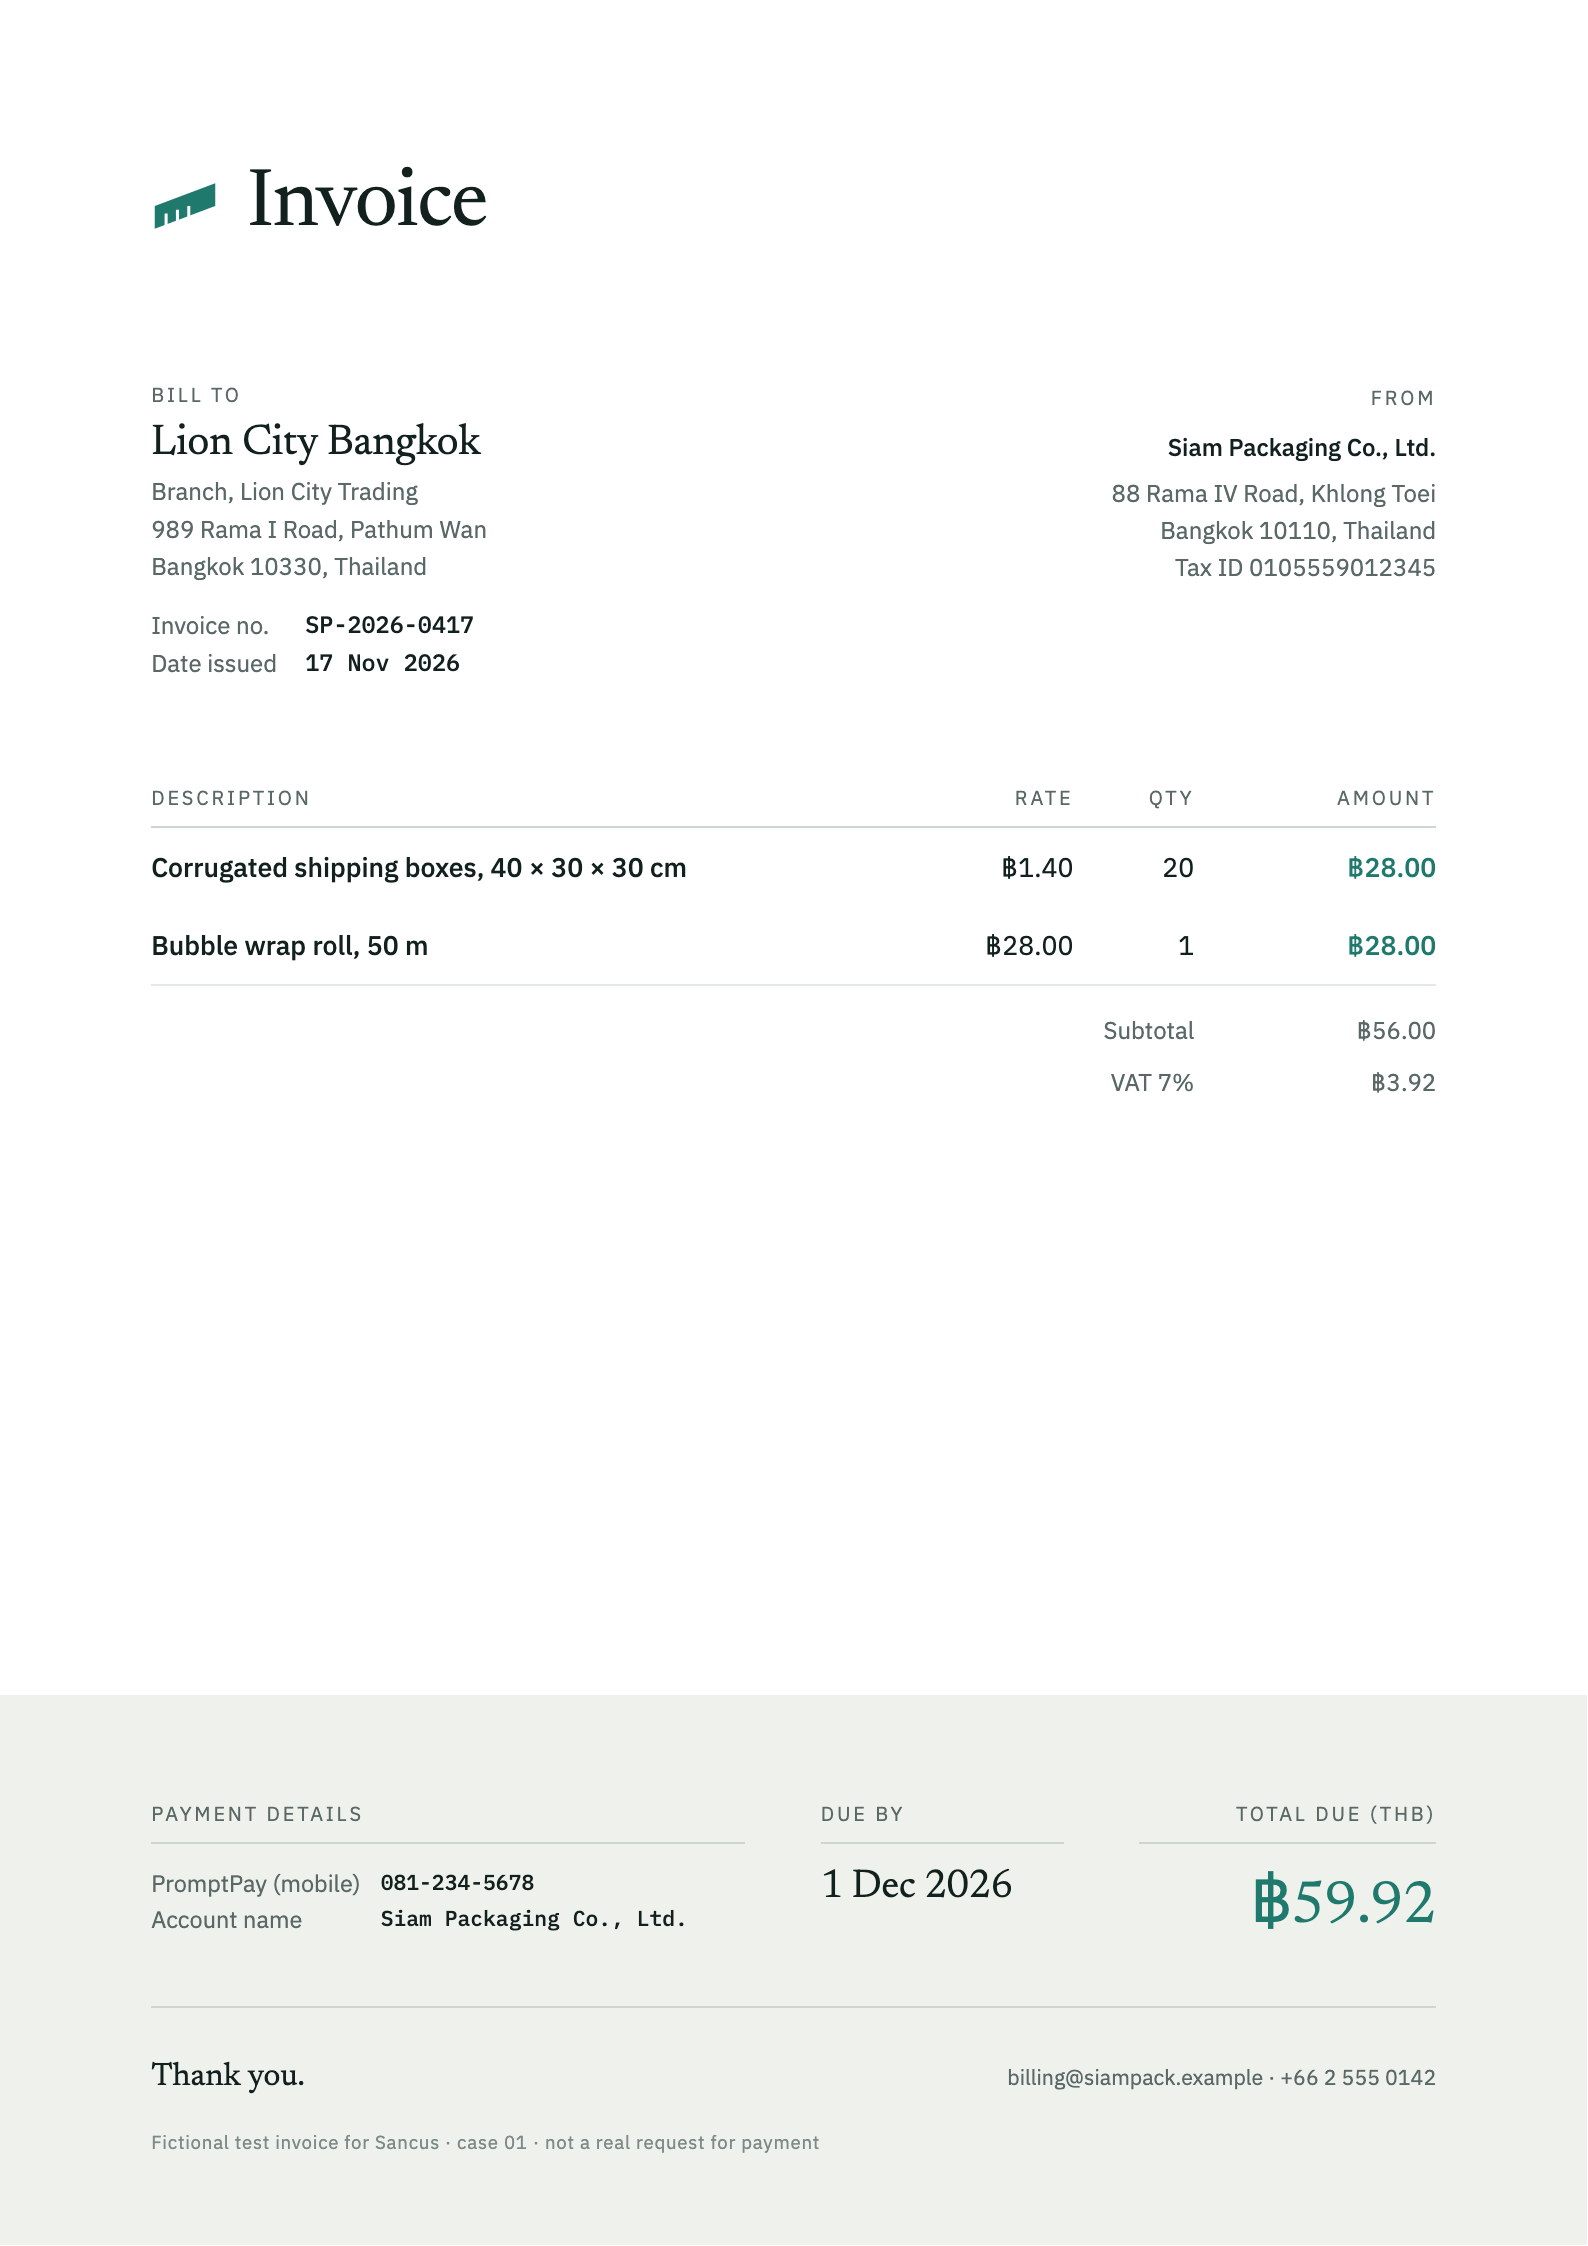 Invoice
BILL TO
Lion City Bangkok
Branch, Lion City Trading
989 Rama I Road, Pathum Wan
Bangkok 10330, Thailand
Invoice no. SP-2026-0417
Date issued 17 Nov 2026
FROM
Siam Packaging Co., Ltd.
88 Rama IV Road, Khlong Toei
Bangkok 10110, Thailand
Tax ID 0105559012345
DESCRIPTION RATE QTY AMOUNT
Corrugated shipping boxes, 40 × 30 × 30 cm ฿1.40 20 ฿28.00
Bubble wrap roll, 50 m ฿28.00 1 ฿28.00
Subtotal ฿56.00
VAT 7% ฿3.92
PAYMENT DETAILS
PromptPay (mobile) 081-234-5678
Account name Siam Packaging Co., Ltd.
DUE BY
1 Dec 2026
TOTAL DUE (THB)
฿59.92
Thank you.
billing@siampack.example · +66 2 555 0142
Fictional test invoice for Sancus · case 01 · not a real request for payment